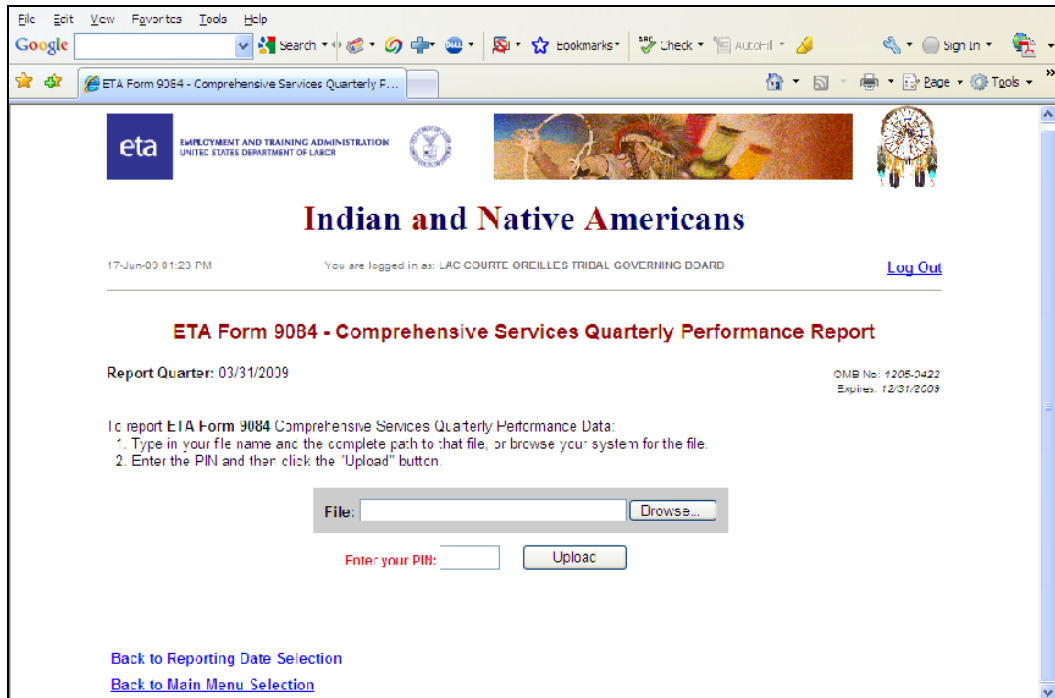 File Edit View Favorites Tools Help
Google Search Bookmarks Check AutoFill Sign In
ETA Form 9084 - Comprehensive Services Quarterly P... Page Tools
eta EMPLOYMENT AND TRAINING ADMINISTRATION
UNITED STATES DEPARTMENT OF LABOR
Indian and Native Americans
17-Jun-09 01:23 PM You are logged in as: LAC COURTE OREILLES TRIBAL GOVERNING BOARD Log Out
ETA Form 9084 - Comprehensive Services Quarterly Performance Report
Report Quarter: 03/31/2009 OMB No: 1205-0422
Expires: 12/31/2009
To report ETA Form 9084 Comprehensive Services Quarterly Performance Data:
1. Type in your file name and the complete path to that file, or browse your system for the file.
2. Enter the PIN and then click the "Upload" button.
File: Browse...
Enter your PIN: Upload
Back to Reporting Date Selection
Back to Main Menu Selection